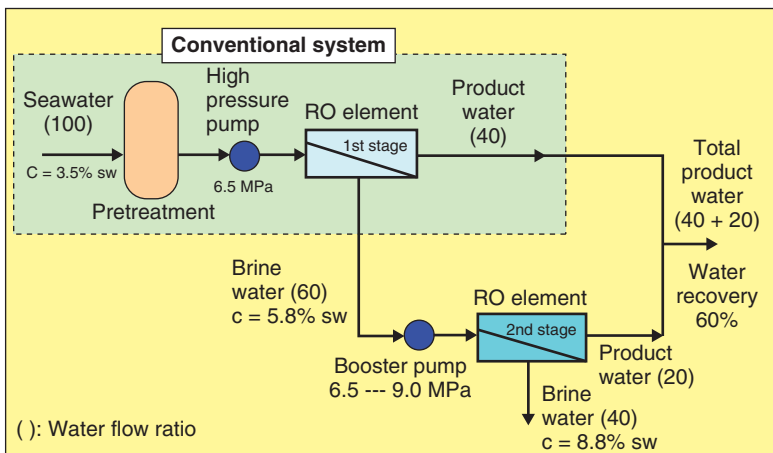 Conventional system
Seawater
(100)
C = 3.5% sw
Pretreatment
High
pressure
pump
6.5 MPa
RO element
1st stage
Product
water
(40)
Total
product
water
(40 + 20)
Water
recovery
60%
Brine
water (60)
c = 5.8% sw
Booster pump
6.5 --- 9.0 MPa
RO element
2nd stage
Product
water (20)
Brine
water (40)
c = 8.8% sw
( ): Water flow ratio